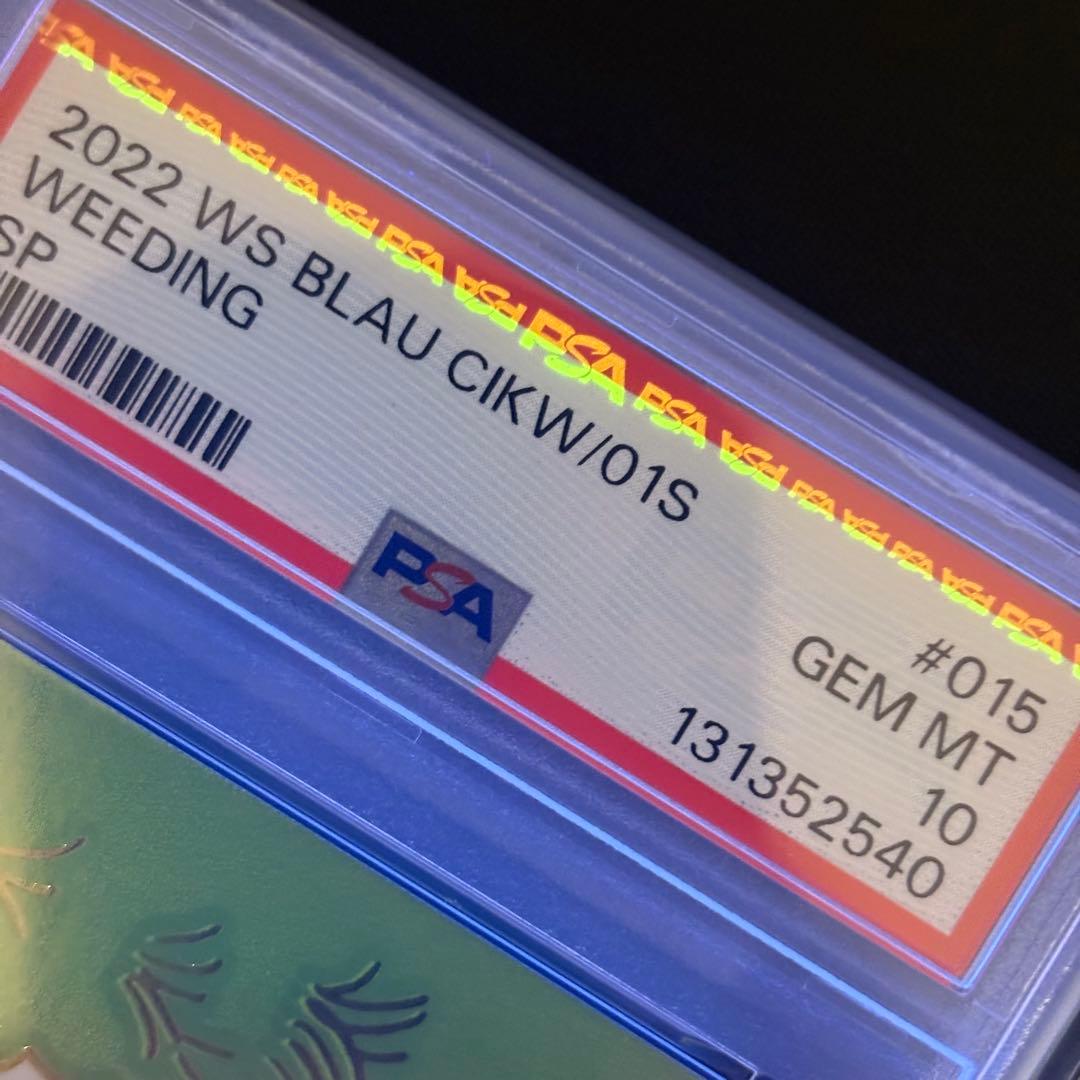 2022 WS BLAU CIKW/01S #015
WEEDING GEM MT
SP 10
PSA 131352540